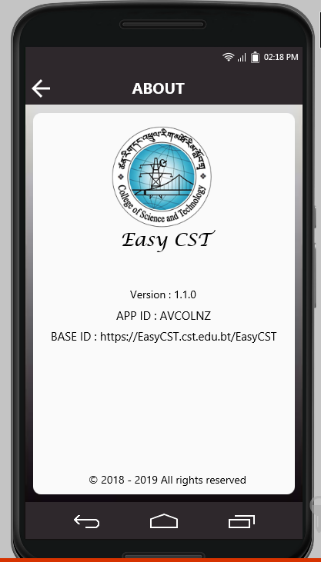 02:18 PM
ABOUT
College of Science and Technology
Easy CST
Version : 1.1.0
APP ID : AVCOLNZ
BASE ID : https://EasyCST.cst.edu.bt/EasyCST
© 2018 - 2019 All rights reserved